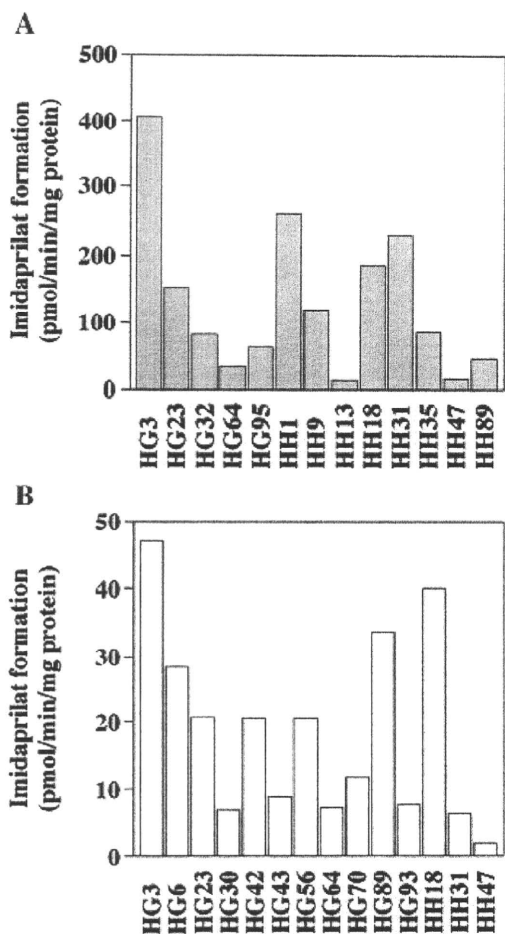 A
Imidaprilat formation
(pmol/min/mg protein)
500
400
300
200
100
0
HG3
HG23
HG32
HG64
HG95
HH1
HH9
HH13
HH18
HH31
HH35
HH47
HH89
B
Imidaprilat formation
(pmol/min/mg protein)
50
40
30
20
10
0
HG3
HG6
HG23
HG30
HG42
HG43
HG56
HG64
HG70
HG89
HG93
HH18
HH31
HH47